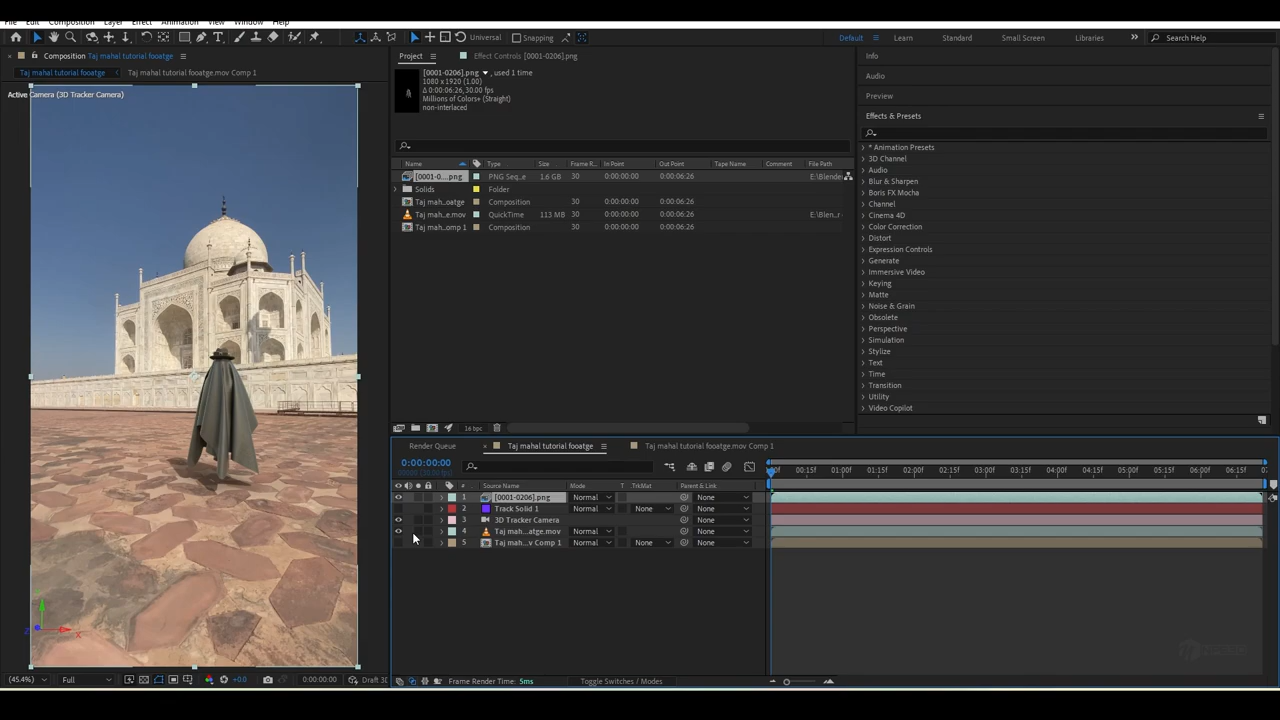 File Edit Composition Layer Effect Animation View Window Help
Universal
Snapping
Default
Learn
Standard
Small Screen
Libraries
Search Help
Composition Taj mahal tutorial fooatge
Taj mahal tutorial fooatge
Taj mahal tutorial fooatge.mov Comp 1
Active Camera (3D Tracker Camera)
(45.4%)
Full
+0.0
0:00:00:00
Draft 3D
Project
Effect Controls [0001-0206].png
[0001-0206].png , used 1 time
1080 x 1920 (1.00)
Δ 0:00:06:26, 30.00 fps
Millions of Colors+ (Straight)
non-interlaced
Name Type Size Frame R... In Point Out Point Tape Name Comment File Path
[0001-0....png PNG Seq...e 1.6 GB 30 0:00:00:00 0:00:06:26 E:\Blende
Solids Folder
Taj mah...oatge Composition 30 0:00:00:00 0:00:06:26
Taj mah...e.mov QuickTime 113 MB 30 0:00:00:00 0:00:06:26 E:\Blen...r
Taj mah...omp 1 Composition 30 0:00:00:00 0:00:06:26
16 bpc
Info
Audio
Preview
Effects & Presets
* Animation Presets
3D Channel
Audio
Blur & Sharpen
Boris FX Mocha
Channel
Cinema 4D
Color Correction
Distort
Expression Controls
Generate
Immersive Video
Keying
Matte
Noise & Grain
Obsolete
Perspective
Simulation
Stylize
Text
Time
Transition
Utility
Video Copilot
Render Queue
Taj mahal tutorial fooatge
Taj mahal tutorial fooatge.mov Comp 1
0:00:00:00
00:15f 01:00f 01:15f 02:00f 02:15f 03:00f 03:15f 04:00f 04:15f 05:00f 05:15f 06:00f 06:15f
# Source Name Mode T .TrkMat Parent & Link
1 [0001-0206].png Normal None
2 Track Solid 1 Normal None None
3 3D Tracker Camera None
4 Taj mah...atge.mov Normal None
5 Taj mah...v Comp 1 Normal None None
Frame Render Time: 5ms
Toggle Switches / Modes